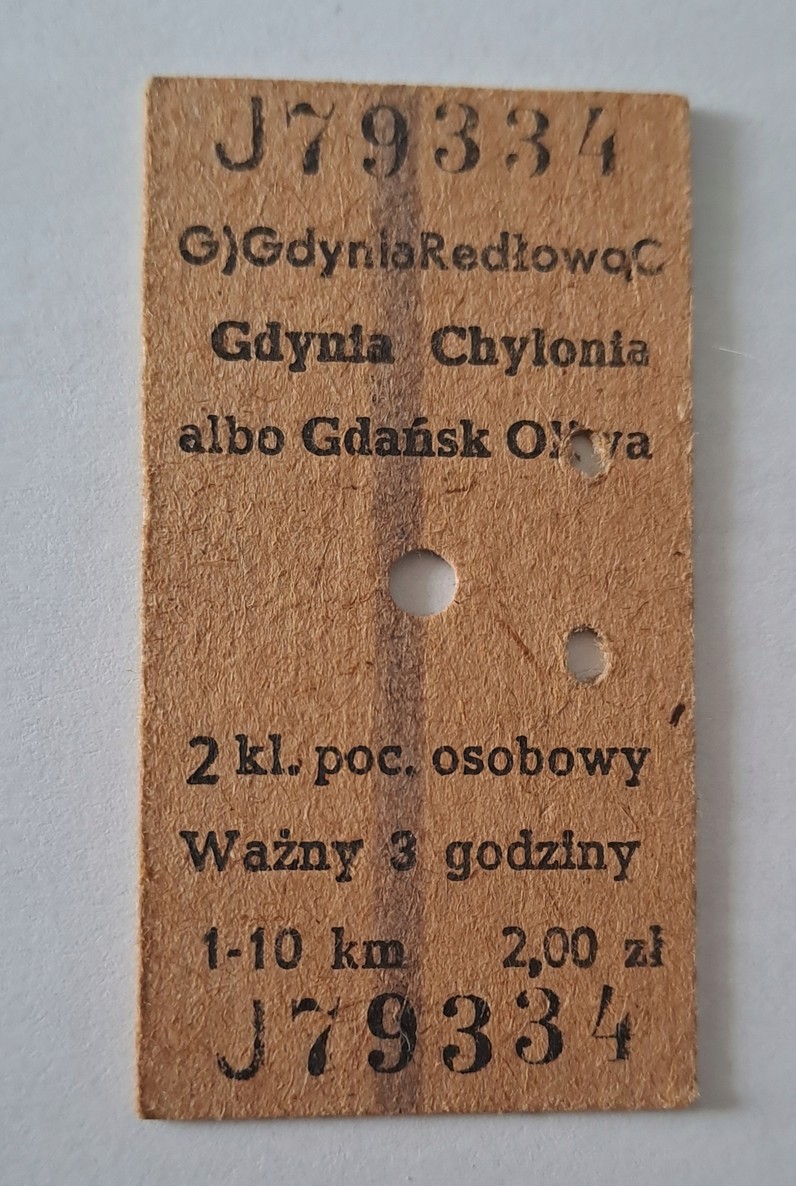 J79334
G)GdyniaRedłowo,C
Gdynia Chylonia
albo Gdańsk Oliwa
2 kl. poc. osobowy
Ważny 3 godziny
1-10 km 2,00 zł
J79334